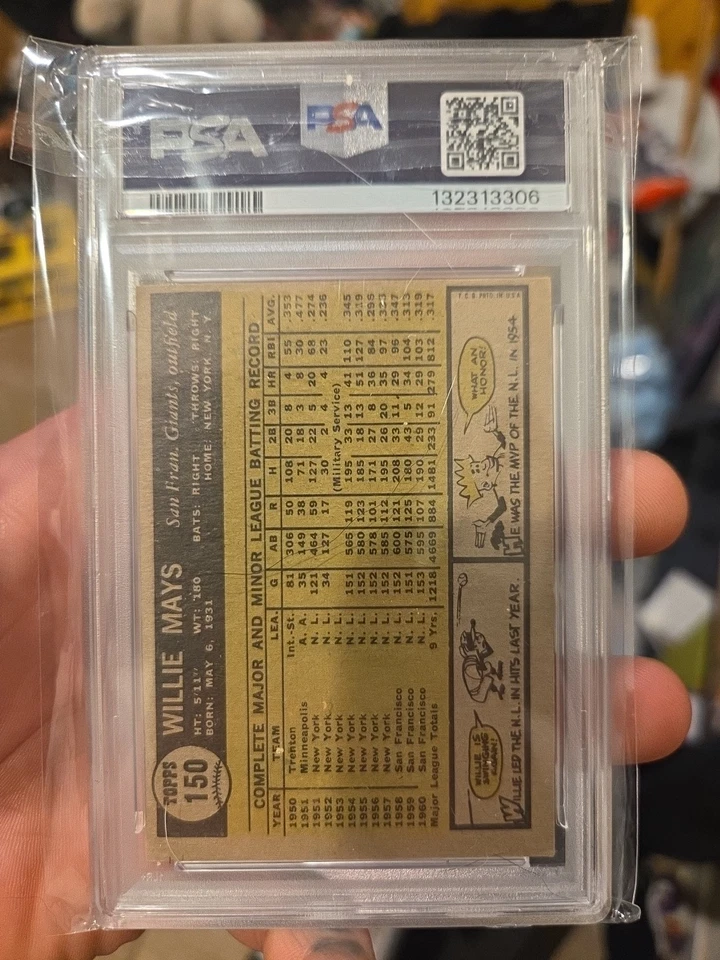 PSA
PSA
132313306
TOPPS
150
WILLIE MAYS San Fran. Giants, outfield
HT: 5'11" WT: 180 BATS: RIGHT THROWS: RIGHT
BORN: MAY 6, 1931 HOME: NEW YORK, N. Y.
COMPLETE MAJOR AND MINOR LEAGUE BATTING RECORD
YEAR TEAM LEA. G AB R H 2B 3B HR RBI AVG.
1950 Trenton Int.-St. 81 306 50 108 20 8 4 55 .353
1951 Minneapolis A. A. 35 149 38 71 18 3 8 30 .477
1951 New York N. L. 121 464 59 127 22 5 20 68 .274
1952 New York N. L. 34 127 17 30 2 4 4 23 .236
1953 New York N. L. (Military Service)
1954 New York N. L. 151 565 119 195 33 13 41 110 .345
1955 New York N. L. 152 580 123 185 18 13 51 127 .319
1956 New York N. L. 152 578 101 171 27 8 36 84 .296
1957 New York N. L. 152 585 112 195 26 20 35 97 .333
1958 San Francisco N. L. 152 600 121 208 33 11 29 96 .347
1959 San Francisco N. L. 151 575 125 180 43 5 34 104 .313
1960 San Francisco N. L. 153 595 107 190 29 12 29 103 .319
Major League Totals 9 Yrs. 1218 4669 884 1481 233 91 279 812 .317
WILLIE IS
SWINGING
AGAIN!
WILLIE LED THE N.L. IN HITS LAST YEAR.
WHAT AN
HONOR!
HE WAS THE MVP OF THE N.L. IN 1954
T.C.G. PRTD. IN U.S.A.